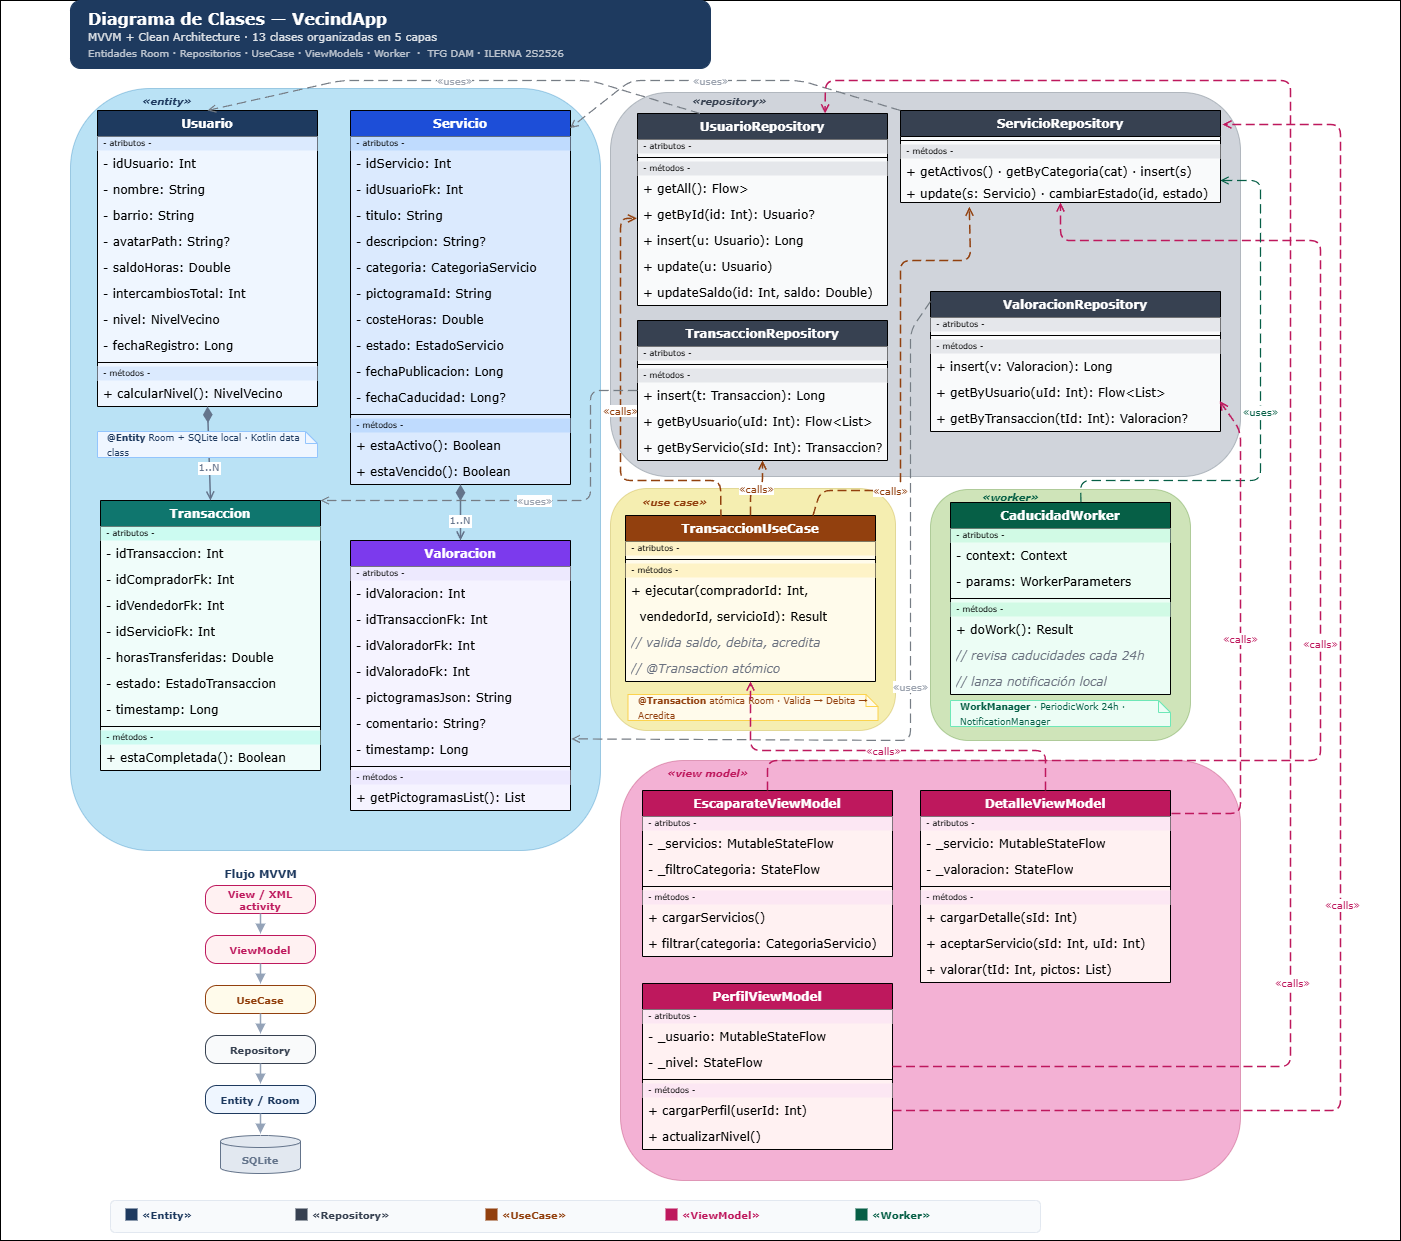 Diagrama de Clases — VecindApp
MVVM + Clean Architecture · 13 clases organizadas en 5 capas
Entidades Room · Repositorios · UseCase · ViewModels · Worker · TFG DAM · ILERNA 2S2526
«uses»
«uses»
«entity»
Usuario
- atributos -
- idUsuario: Int
- nombre: String
- barrio: String
- avatarPath: String?
- saldoHoras: Double
- intercambiosTotal: Int
- nivel: NivelVecino
- fechaRegistro: Long
- métodos -
+ calcularNivel(): NivelVecino
@Entity Room + SQLite local · Kotlin data
class
1..N
Servicio
- atributos -
- idServicio: Int
- idUsuarioFk: Int
- titulo: String
- descripcion: String?
- categoria: CategoriaServicio
- pictogramaId: String
- costeHoras: Double
- estado: EstadoServicio
- fechaPublicacion: Long
- fechaCaducidad: Long?
- métodos -
+ estaActivo(): Boolean
+ estaVencido(): Boolean
1..N
«uses»
Transaccion
- atributos -
- idTransaccion: Int
- idCompradorFk: Int
- idVendedorFk: Int
- idServicioFk: Int
- horasTransferidas: Double
- estado: EstadoTransaccion
- timestamp: Long
- métodos -
+ estaCompletada(): Boolean
Valoracion
- atributos -
- idValoracion: Int
- idTransaccionFk: Int
- idValoradorFk: Int
- idValoradoFk: Int
- pictogramasJson: String
- comentario: String?
- timestamp: Long
- métodos -
+ getPictogramasList(): List
«repository»
UsuarioRepository
- atributos -
- métodos -
+ getAll(): Flow>
+ getById(id: Int): Usuario?
+ insert(u: Usuario): Long
+ update(u: Usuario)
+ updateSaldo(id: Int, saldo: Double)
ServicioRepository
- métodos -
+ getActivos() · getByCategoria(cat) · insert(s)
+ update(s: Servicio) · cambiarEstado(id, estado)
TransaccionRepository
- atributos -
- métodos -
+ insert(t: Transaccion): Long
+ getByUsuario(uId: Int): Flow<List>
+ getByServicio(sId: Int): Transaccion?
ValoracionRepository
- atributos -
- métodos -
+ insert(v: Valoracion): Long
+ getByUsuario(uId: Int): Flow<List>
+ getByTransaccion(tId: Int): Valoracion?
«calls»
«uses»
«calls»
«calls»
«use case»
TransaccionUseCase
- atributos -
- métodos -
+ ejecutar(compradorId: Int,
vendedorId, servicioId): Result
// valida saldo, debita, acredita
// @Transaction atómico
@Transaction atómica Room · Valida → Debita →
Acredita
«uses»
«worker»
CaducidadWorker
- atributos -
- context: Context
- params: WorkerParameters
- métodos -
+ doWork(): Result
// revisa caducidades cada 24h
// lanza notificación local
WorkManager · PeriodicWork 24h ·
NotificationManager
«calls»
«calls»
«calls»
«view model»
EscaparateViewModel
- atributos -
- _servicios: MutableStateFlow
- _filtroCategoria: StateFlow
- métodos -
+ cargarServicios()
+ filtrar(categoria: CategoriaServicio)
DetalleViewModel
- atributos -
- _servicio: MutableStateFlow
- _valoracion: StateFlow
- métodos -
+ cargarDetalle(sId: Int)
+ aceptarServicio(sId: Int, uId: Int)
+ valorar(tId: Int, pictos: List)
PerfilViewModel
- atributos -
- _usuario: MutableStateFlow
- _nivel: StateFlow
- métodos -
+ cargarPerfil(userId: Int)
+ actualizarNivel()
«calls»
«calls»
Flujo MVVM
View / XML
activity
ViewModel
UseCase
Repository
Entity / Room
SQLite
«Entity»
«Repository»
«UseCase»
«ViewModel»
«Worker»